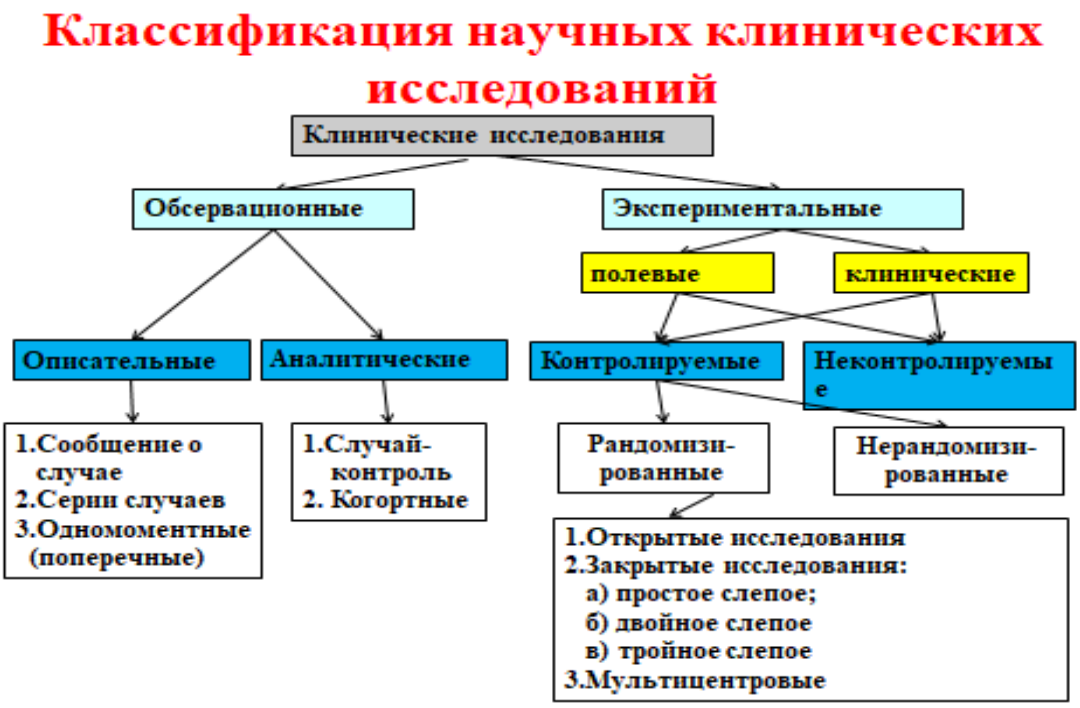 Классификация научных клинических
исследований
Клинические исследования
Обсервационные
Экспериментальные
полевые
клинические
Описательные
Аналитические
Контролируемые
Неконтролируемы
е
1.Сообщение о
случае
2.Серии случаев
3.Одномоментные
(поперечные)
1.Случай-
контроль
2. Когортные
Рандомизи-
рованные
Нерандомизи-
рованные
1.Открытые исследования
2.Закрытые исследования:
а) простое слепое;
б) двойное слепое
в) тройное слепое
3.Мультицентровые